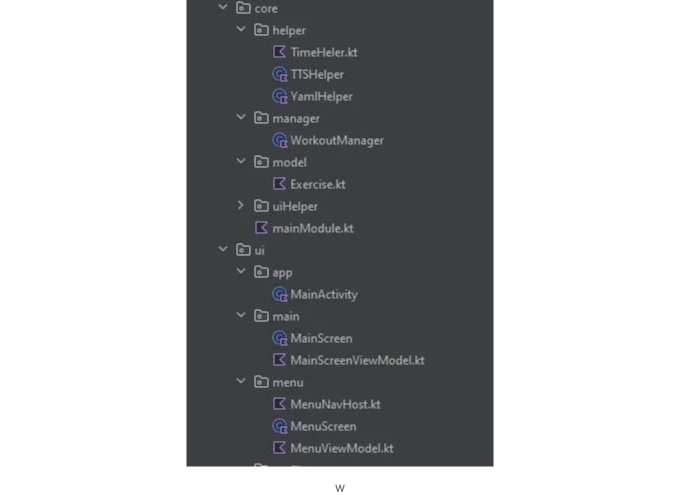 core
helper
TimeHeler.kt
TTSHelper
YamlHelper
manager
WorkoutManager
model
Exercise.kt
uiHelper
mainModule.kt
ui
app
MainActivity
main
MainScreen
MainScreenViewModel.kt
menu
MenuNavHost.kt
MenuScreen
MenuViewModel.kt
w